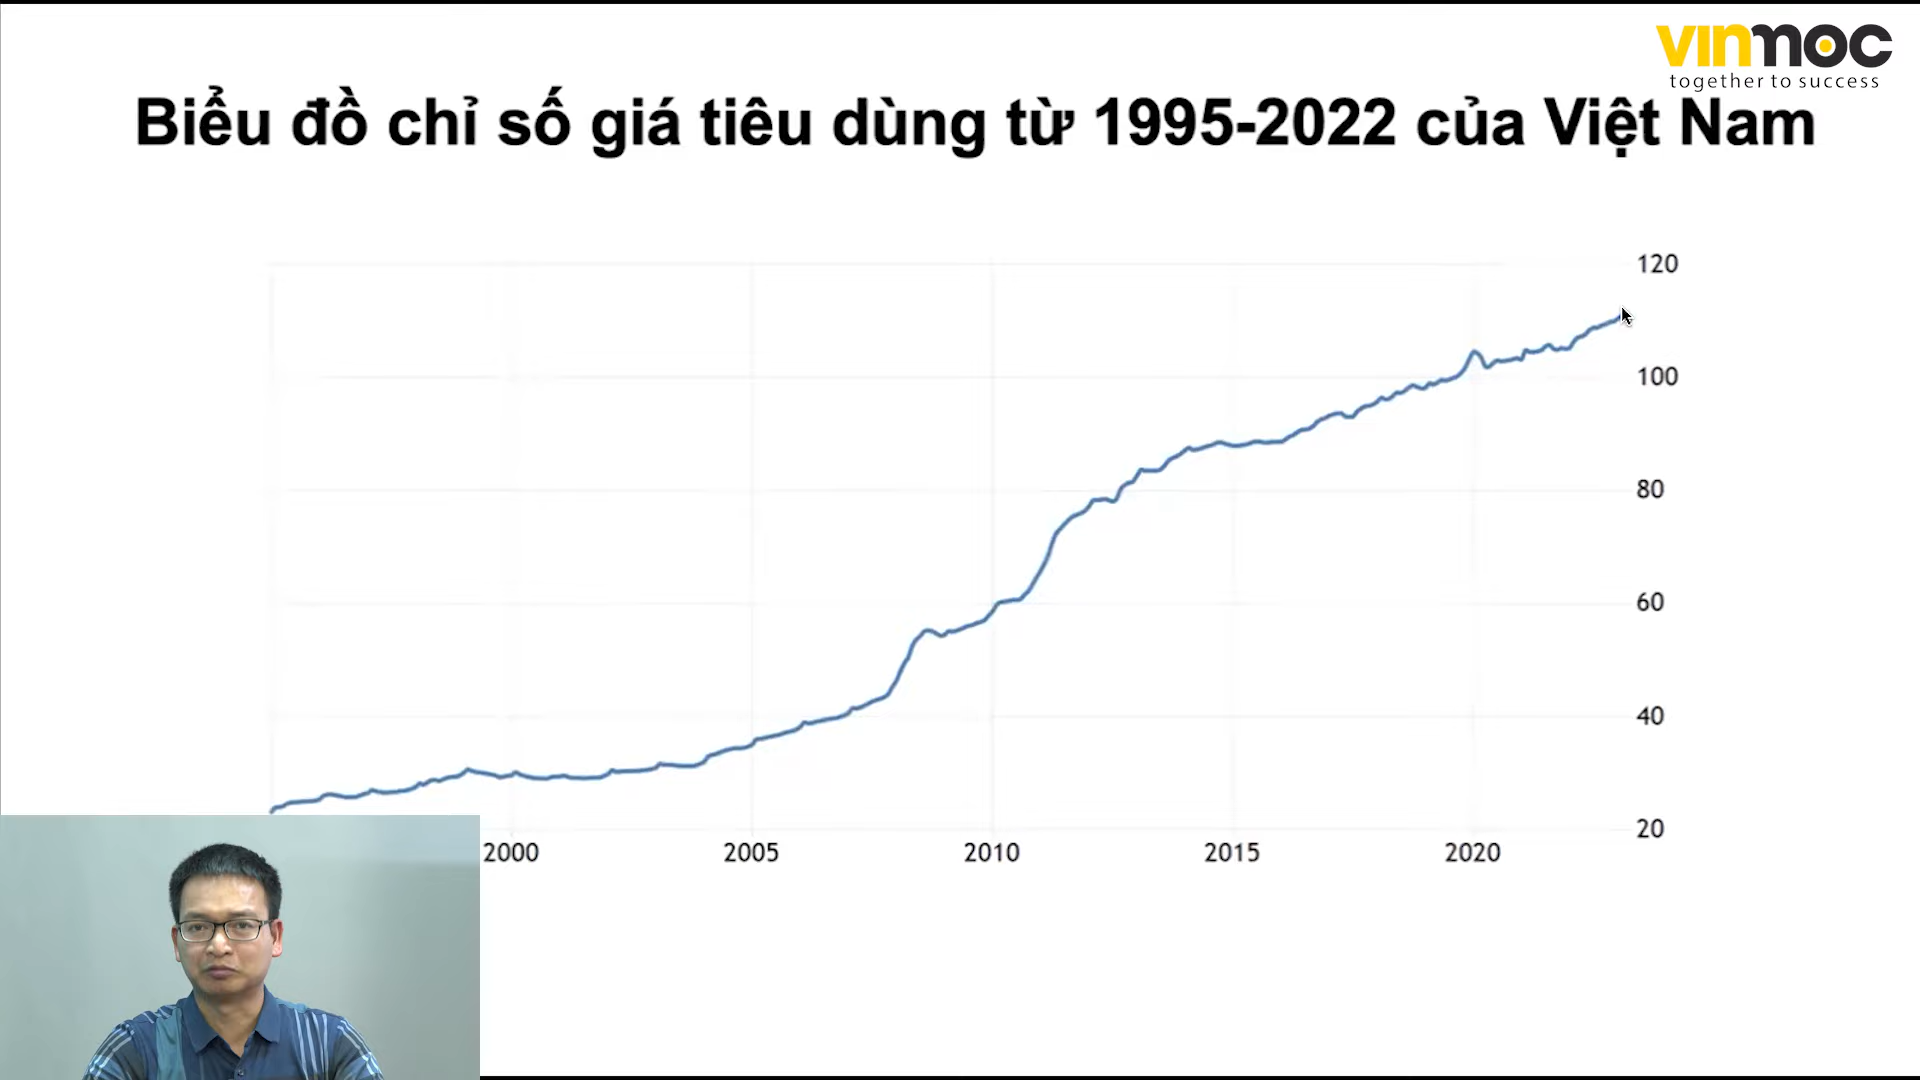 vinmoc
together to success
Biểu đồ chỉ số giá tiêu dùng từ 1995-2022 của Việt Nam
120
100
80
60
40
20
2000 2005 2010 2015 2020